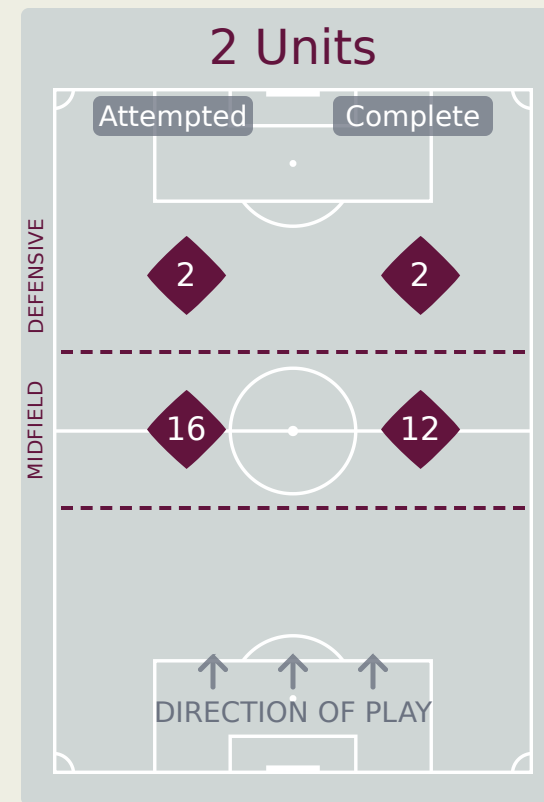 2 Units
Attempted
Complete
DEFENSIVE
2
2
MIDFIELD
16
12
DIRECTION OF PLAY